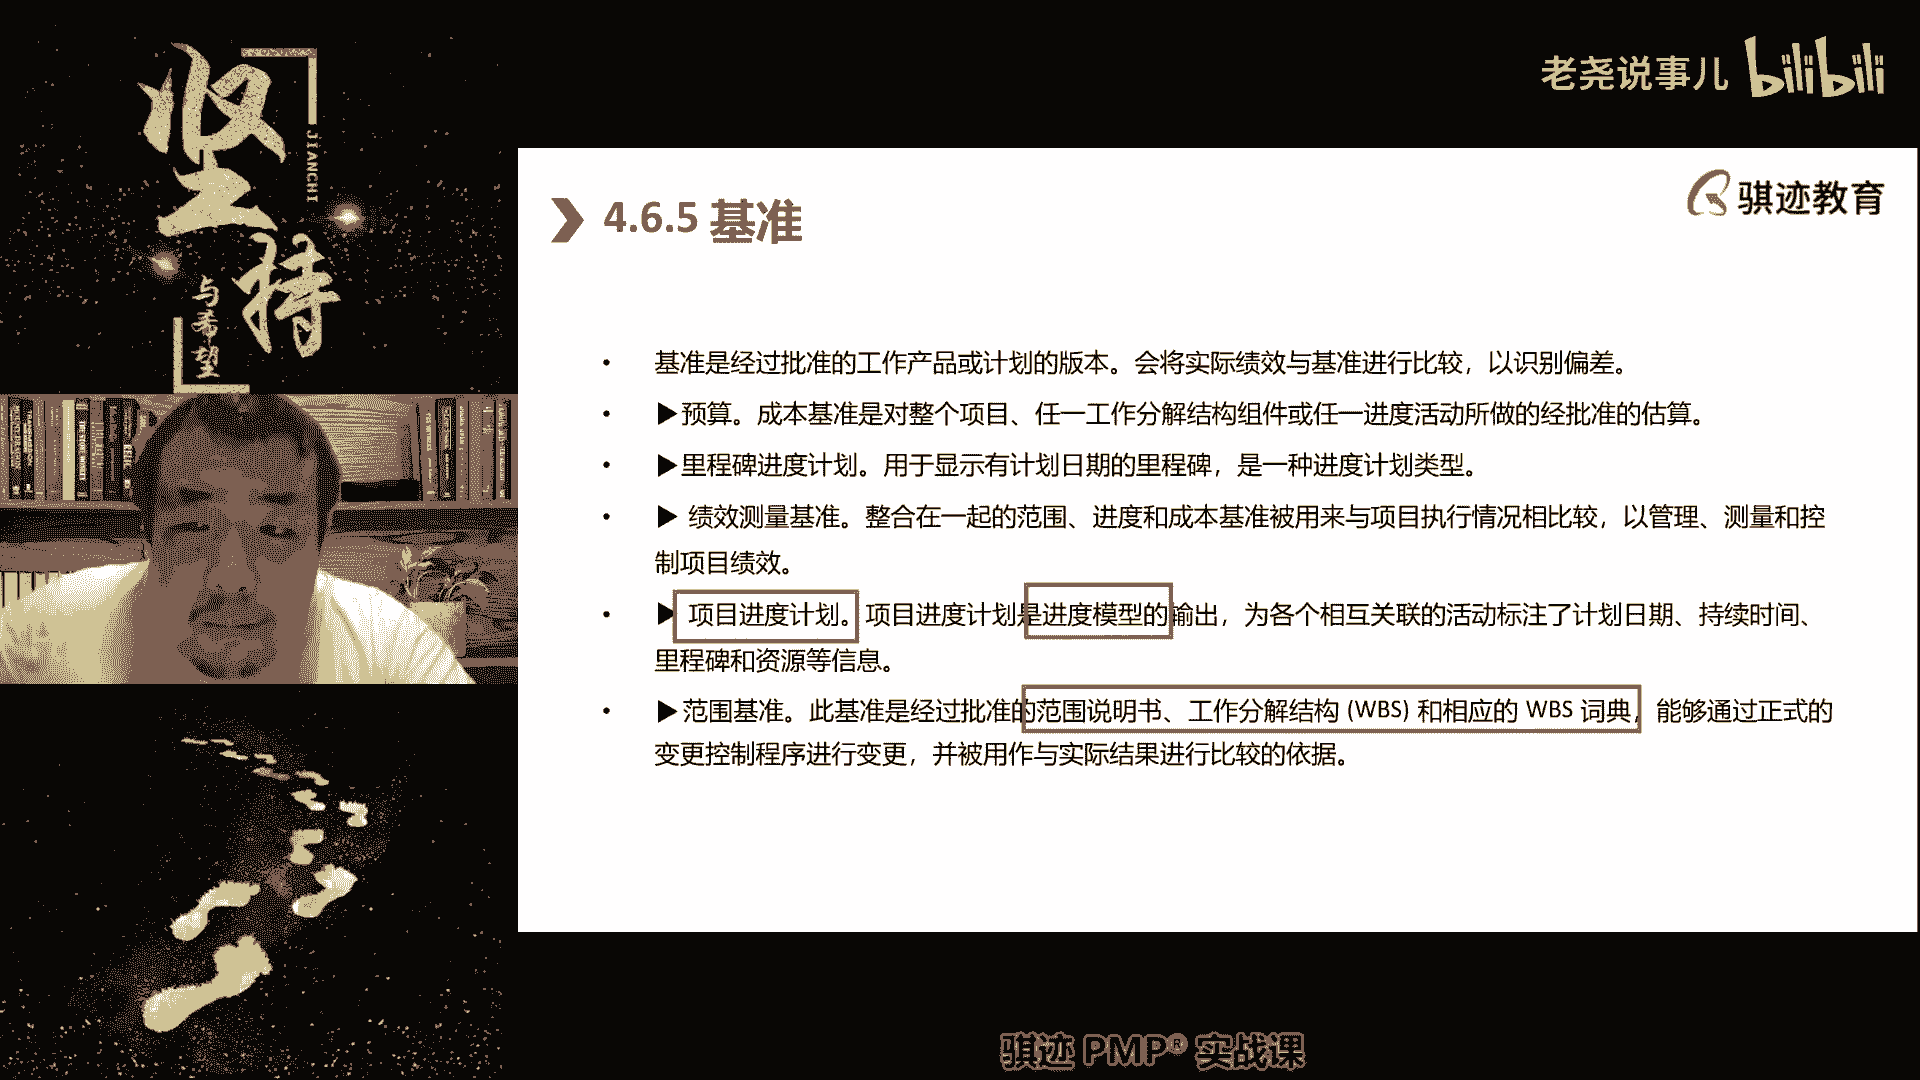 坚持
JIANCHI
与希望
老尧说事儿 bilibili
骐迹教育
4.6.5 基准
• 基准是经过批准的工作产品或计划的版本。会将实际绩效与基准进行比较，以识别偏差。
• ▶预算。成本基准是对整个项目、任一工作分解结构组件或任一进度活动所做的经批准的估算。
• ▶里程碑进度计划。用于显示有计划日期的里程碑，是一种进度计划类型。
• ▶ 绩效测量基准。整合在一起的范围、进度和成本基准被用来与项目执行情况相比较，以管理、测量和控
制项目绩效。
• ▶ 项目进度计划。项目进度计划是进度模型的输出，为各个相互关联的活动标注了计划日期、持续时间、
里程碑和资源等信息。
• ▶范围基准。此基准是经过批准的范围说明书、工作分解结构 (WBS) 和相应的 WBS 词典，能够通过正式的
变更控制程序进行变更，并被用作与实际结果进行比较的依据。
骐迹 PMP® 实战课